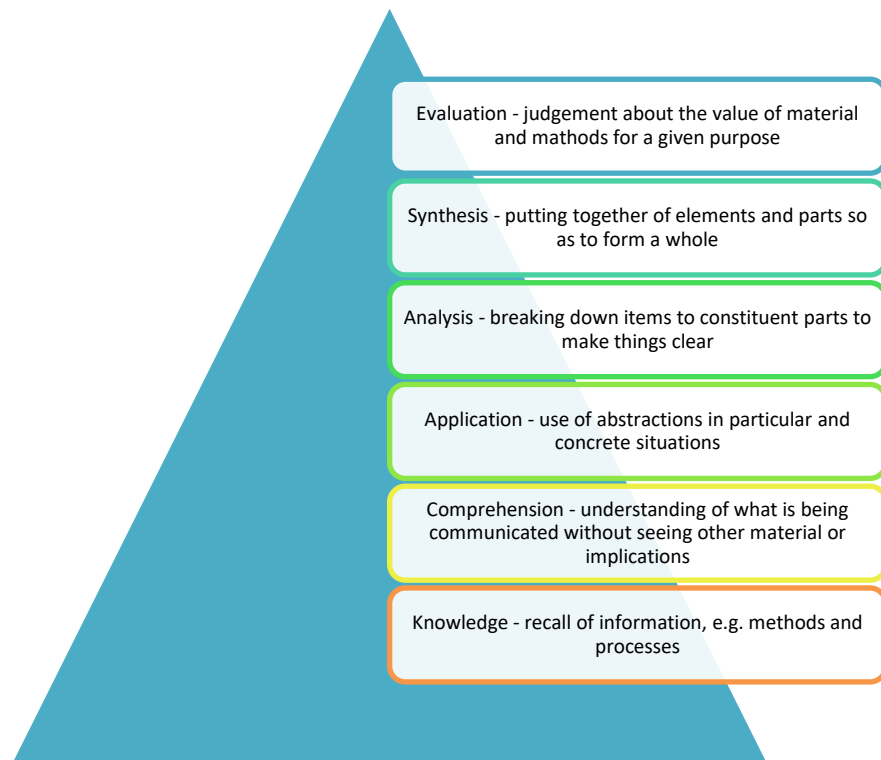 Evaluation - judgement about the value of material
and mathods for a given purpose
Synthesis - putting together of elements and parts so
as to form a whole
Analysis - breaking down items to constituent parts to
make things clear
Application - use of abstractions in particular and
concrete situations
Comprehension - understanding of what is being
communicated without seeing other material or
implications
Knowledge - recall of information, e.g. methods and
processes